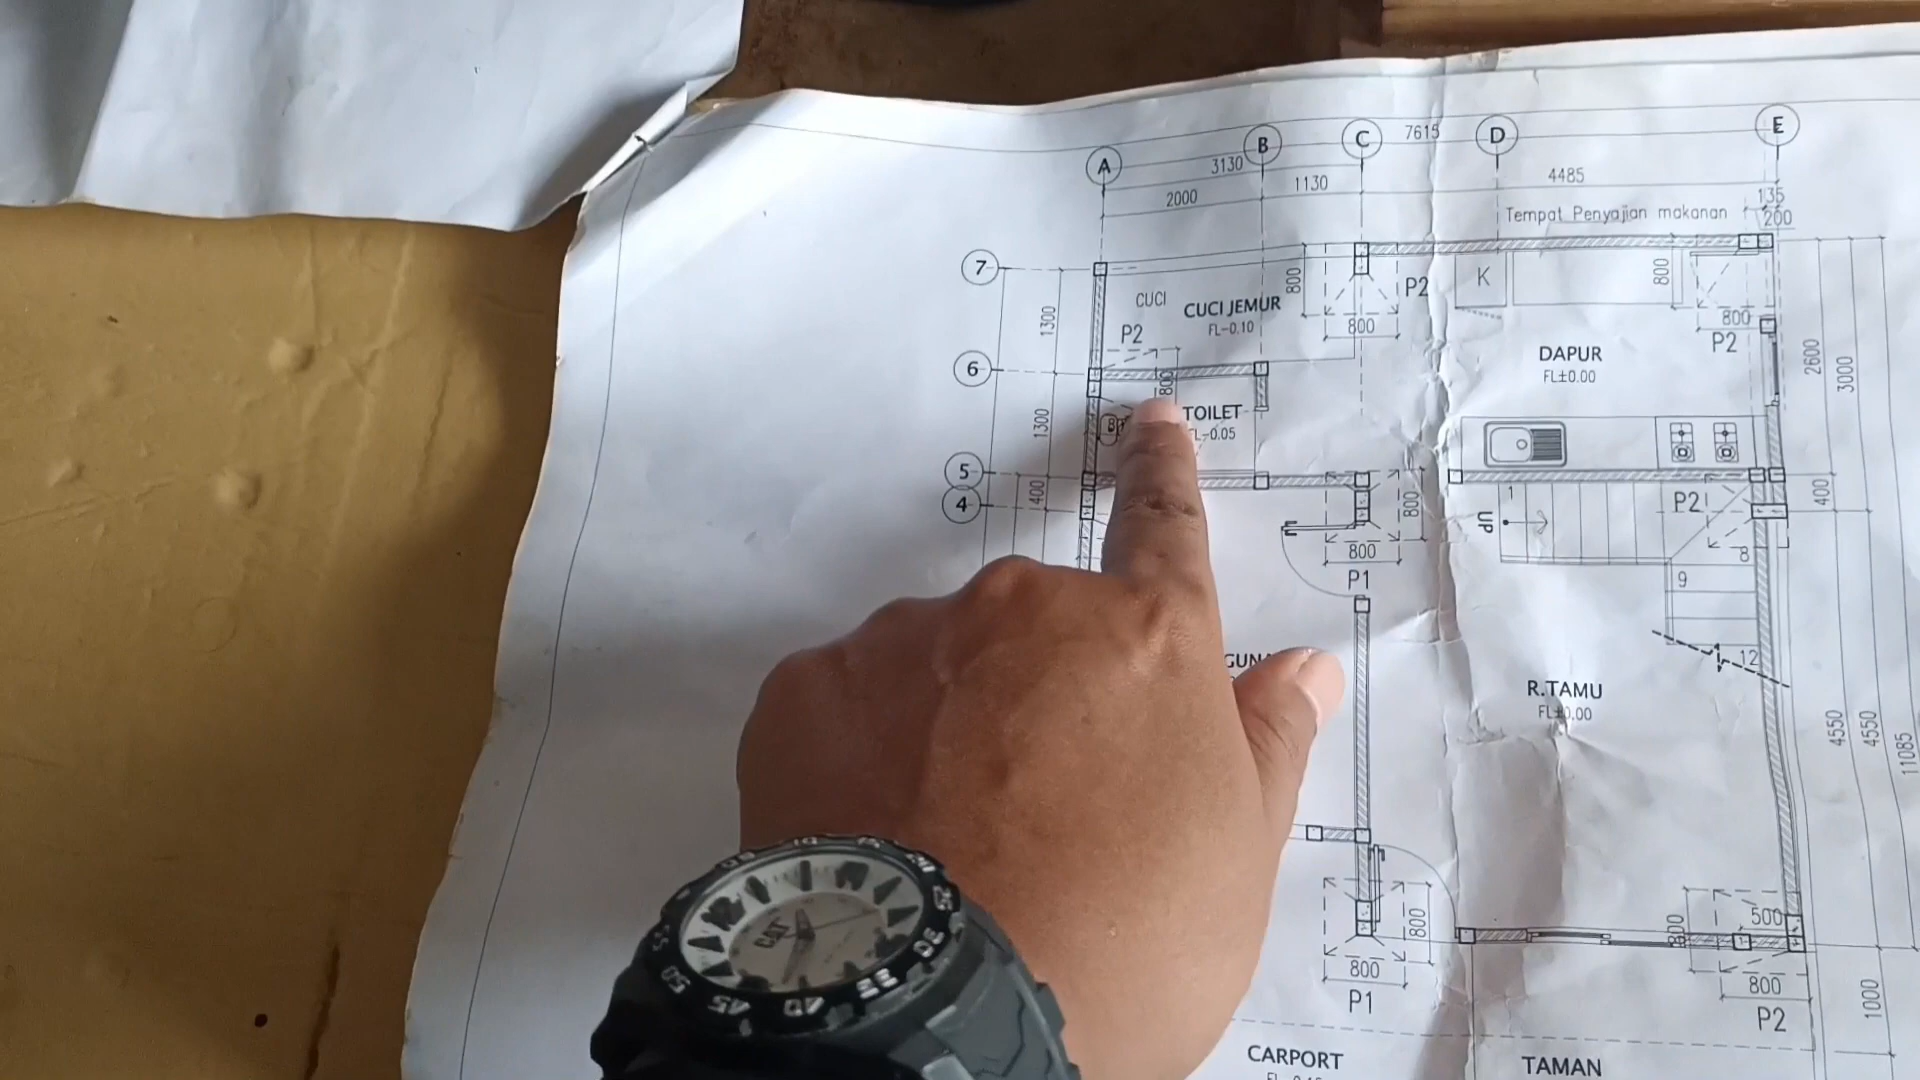 A
B
C
D
E
7615
3130
4485
2000
1130
135
200
Tempat Penyajian makanan
7
CUCI
CUCI JEMUR
FL-0.10
1300
P2
800
800
P2
K
800
800
P2
DAPUR
FL±0.00
2600
3000
6
800
TOILET
FL-0.05
1300
5
4
400
800
800
P1
UP
1
P2
8
9
12
400
GUNA
R.TAMU
FL±0.00
4550
4550
11085
800
800
P1
800
500
800
P2
1000
CARPORT
TAMAN
CAT